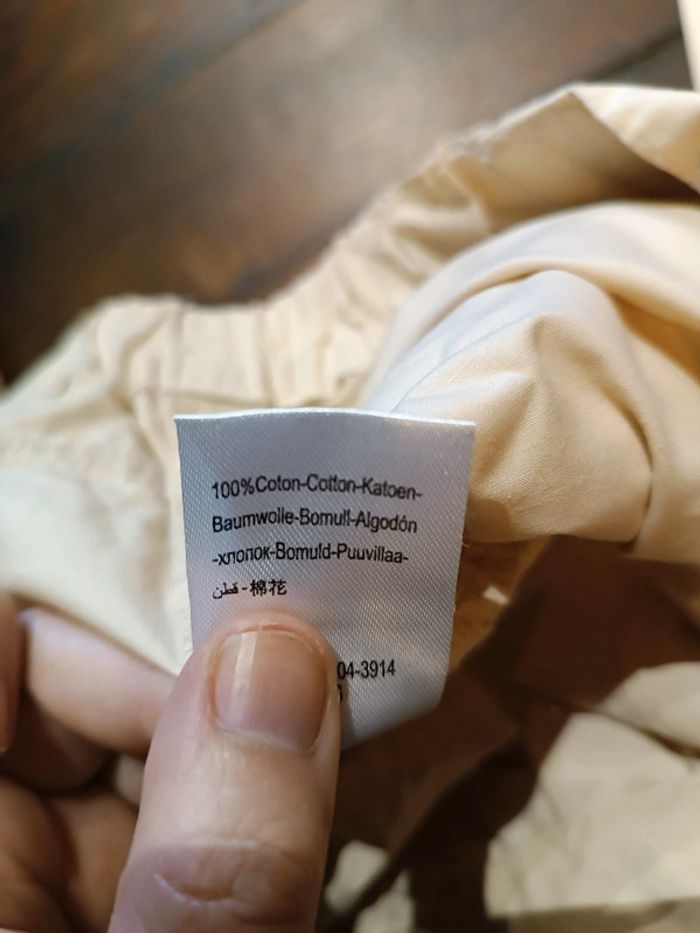 100%Coton-Cotton-Katoen-
Baumwolle-Bomull-Algodón
-хлопок-Bomuld-Puuvillaa-
قطن - 棉花
04-3914